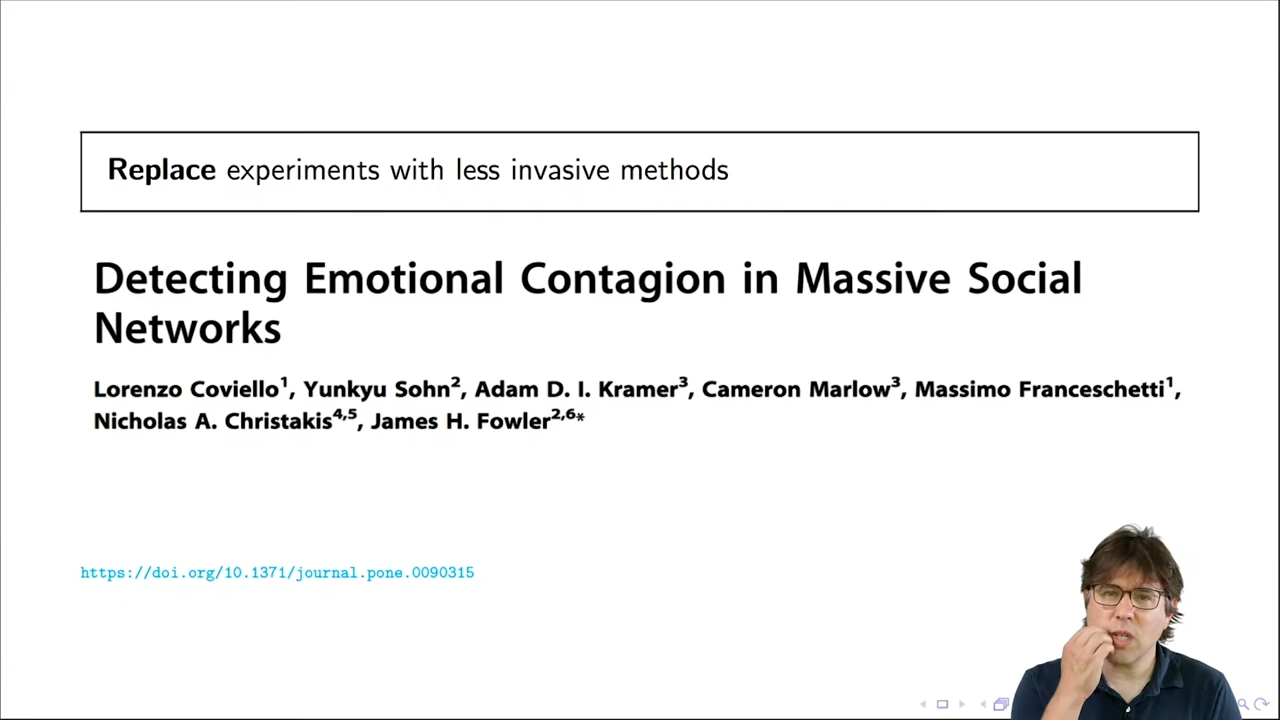 Replace experiments with less invasive methods
Detecting Emotional Contagion in Massive Social
Networks
Lorenzo Coviello1, Yunkyu Sohn2, Adam D. I. Kramer3, Cameron Marlow3, Massimo Franceschetti1,
Nicholas A. Christakis4,5, James H. Fowler2,6*
https://doi.org/10.1371/journal.pone.0090315